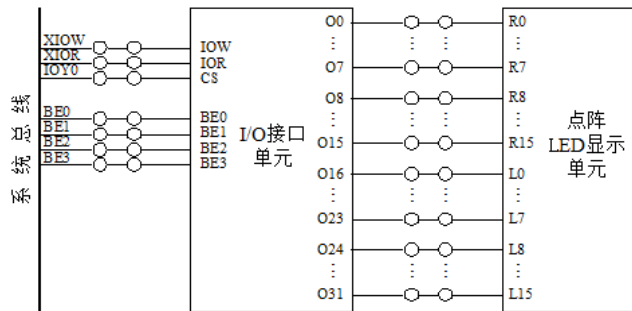 系统总线
XIOW
XIOR
IOY0
BE0
BE1
BE2
BE3
IOW
IOR
CS
BE0
BE1
BE2
BE3
I/O接口
单元
O0
⋮
O7
O8
⋮
O15
O16
⋮
O23
O24
⋮
O31
⋮ ⋮
⋮ ⋮
⋮ ⋮
⋮ ⋮
R0
⋮
R7
R8
⋮
R15
L0
⋮
L7
L8
⋮
L15
点阵
LED显示
单元